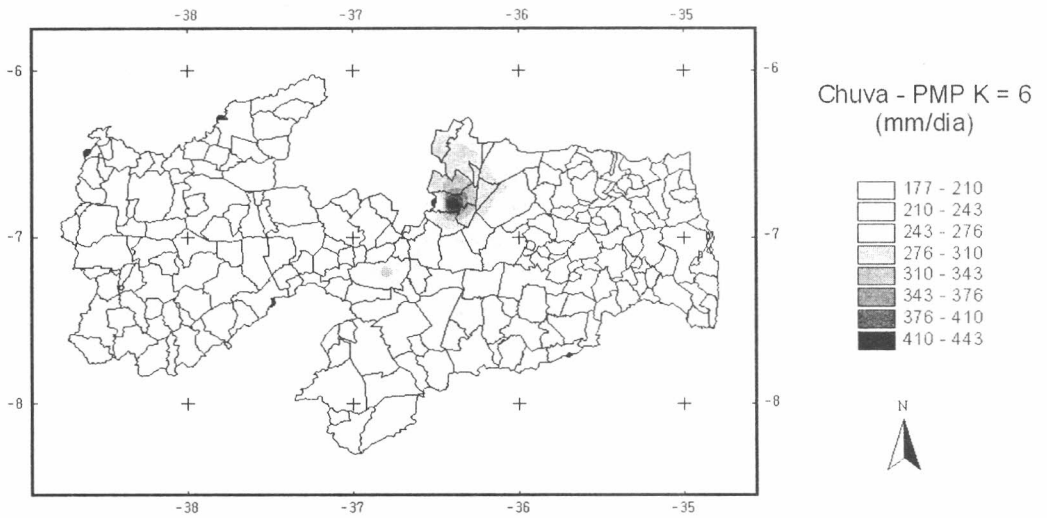 -38 -37 -36 -35
-6 -6
Chuva - PMP K = 6
(mm/dia)
177 - 210
210 - 243
243 - 276
276 - 310
310 - 343
343 - 376
376 - 410
410 - 443
-7 -7
-8 -8
N
-38 -37 -36 -35